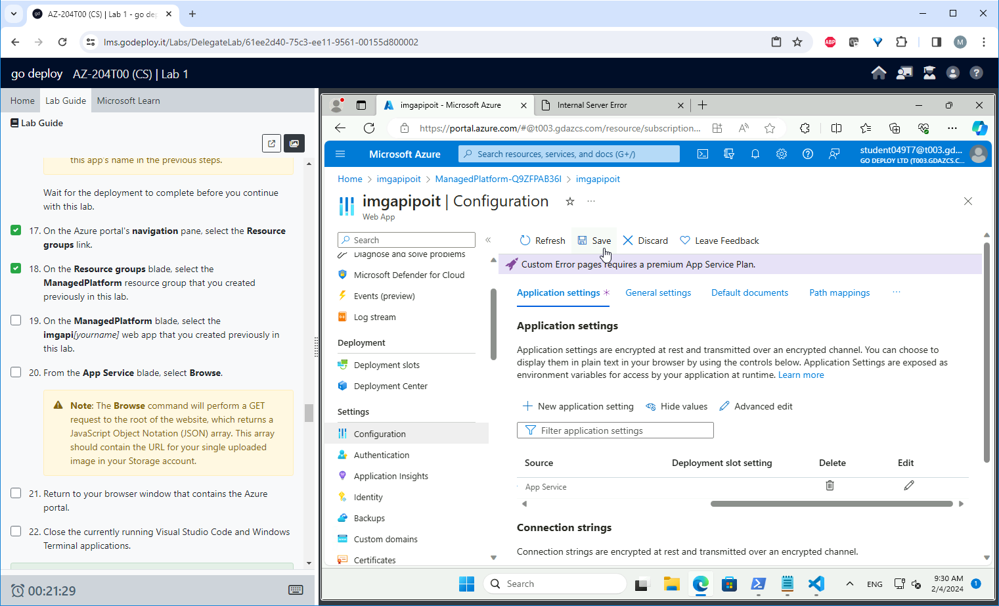 AZ-204T00 (CS) | Lab 1 - go dep
lms.godeploy.it/Labs/DelegateLab/61ee2d40-75c3-ee11-9561-00155d800002
ABP
M
go deploy AZ-204T00 (CS) | Lab 1
Home Lab Guide Microsoft Learn
Lab Guide
this app's name in the previous steps.
Wait for the deployment to complete before you continue
with this lab.
17. On the Azure portal's navigation pane, select the Resource
groups link.
18. On the Resource groups blade, select the
ManagedPlatform resource group that you created
previously in this lab.
19. On the ManagedPlatform blade, select the
imgapi[yourname] web app that you created previously in
this lab.
20. From the App Service blade, select Browse.
Note: The Browse command will perform a GET
request to the root of the website, which returns a
JavaScript Object Notation (JSON) array. This array
should contain the URL for your single uploaded
image in your Storage account.
21. Return to your browser window that contains the Azure
portal.
22. Close the currently running Visual Studio Code and Windows
Terminal applications.
00:21:29
imgapipoit - Microsoft Azure
Internal Server Error
https://portal.azure.com/#@t003.gdazcs.com/resource/subscription...
Microsoft Azure
Search resources, services, and docs (G+/)
student049T7@t003.gd...
GO DEPLOY LTD (T003.GDAZCS.C...
Home > imgapipoit > ManagedPlatform-Q9ZFPAB36I > imgapipoit
imgapipoit | Configuration
Web App
Search
Diagnose and solve problems
Microsoft Defender for Cloud
Events (preview)
Log stream
Deployment
Deployment slots
Deployment Center
Settings
Configuration
Authentication
Application Insights
Identity
Backups
Custom domains
Certificates
Refresh Save Discard Leave Feedback
Custom Error pages requires a premium App Service Plan.
Application settings * General settings Default documents Path mappings ...
Application settings
Application settings are encrypted at rest and transmitted over an encrypted channel. You can choose to
display them in plain text in your browser by using the controls below. Application Settings are exposed as
environment variables for access by your application at runtime. Learn more
New application setting Hide values Advanced edit
Filter application settings
Source Deployment slot setting Delete Edit
App Service
Connection strings
Connection strings are encrypted at rest and transmitted over an encrypted channel.
Search
ENG
9:30 AM
2/4/2024
1